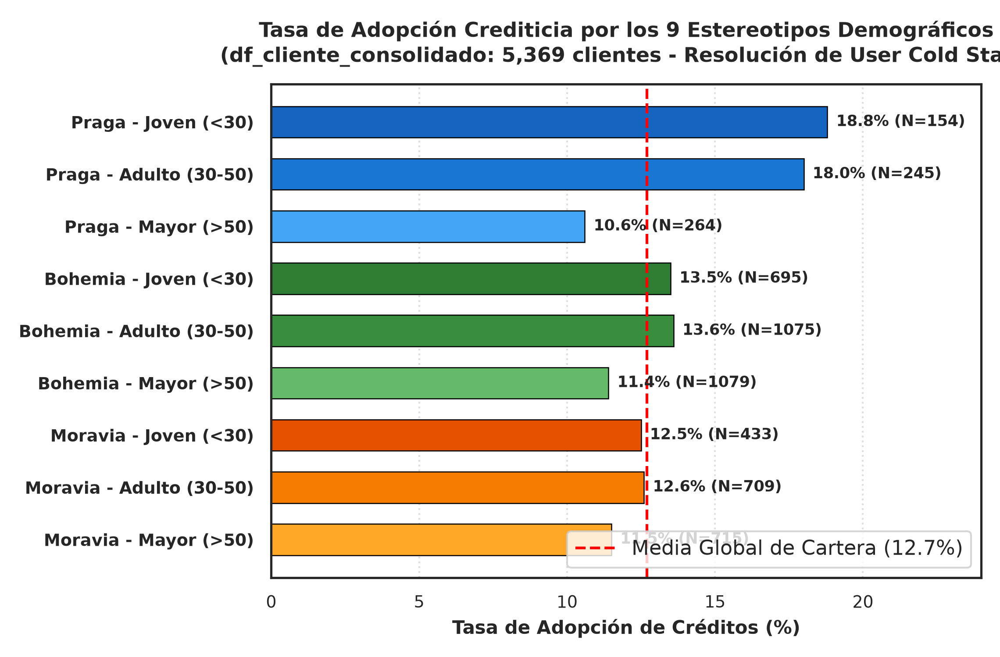 Tasa de Adopción Crediticia por los 9 Estereotipos Demográficos
(df_cliente_consolidado: 5,369 clientes - Resolución de User Cold Sta
Praga - Joven (<30)
18.8% (N=154)
Praga - Adulto (30-50)
18.0% (N=245)
Praga - Mayor (>50)
10.6% (N=264)
Bohemia - Joven (<30)
13.5% (N=695)
Bohemia - Adulto (30-50)
13.6% (N=1075)
Bohemia - Mayor (>50)
11.4% (N=1079)
Moravia - Joven (<30)
12.5% (N=433)
Moravia - Adulto (30-50)
12.6% (N=709)
Moravia - Mayor (>50)
11.5% (N=715)
Media Global de Cartera (12.7%)
0 5 10 15 20
Tasa de Adopción de Créditos (%)